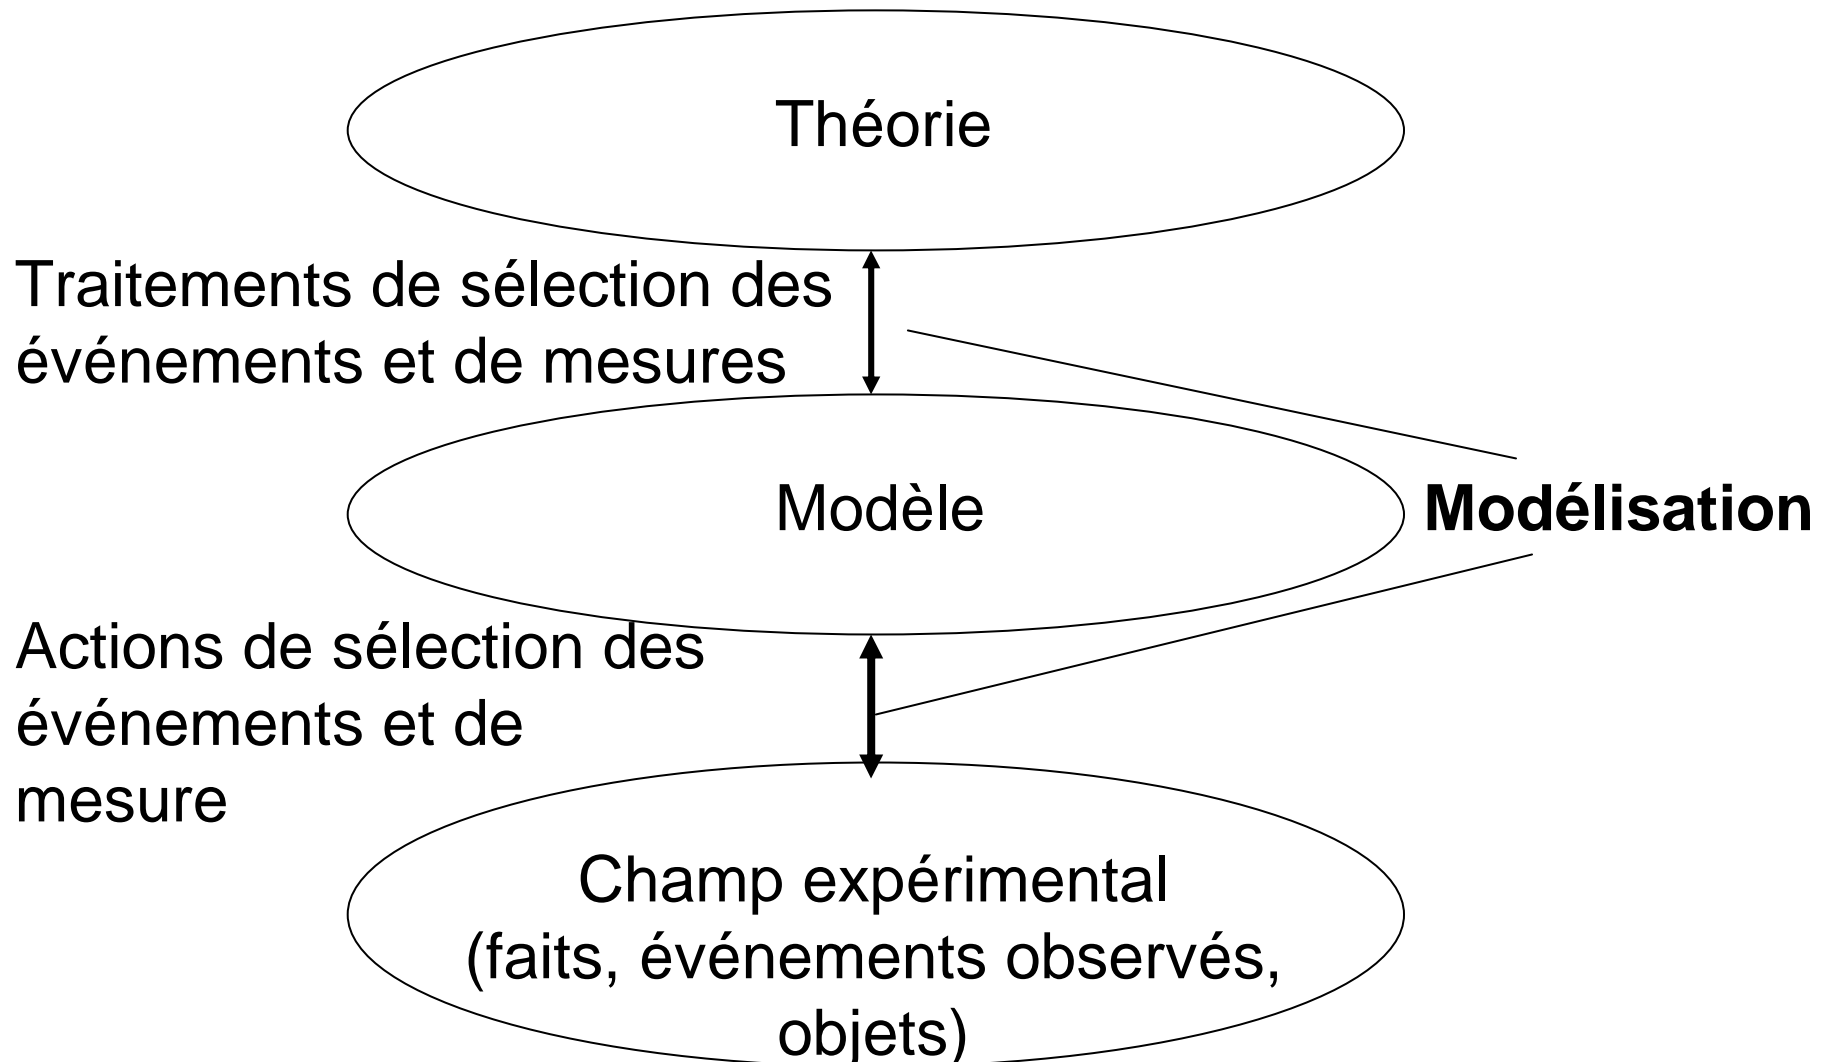 Théorie
Traitements de sélection des
événements et de mesures
Modèle
Modélisation
Actions de sélection des
événements et de
mesure
Champ expérimental
(faits, événements observés,
objets)